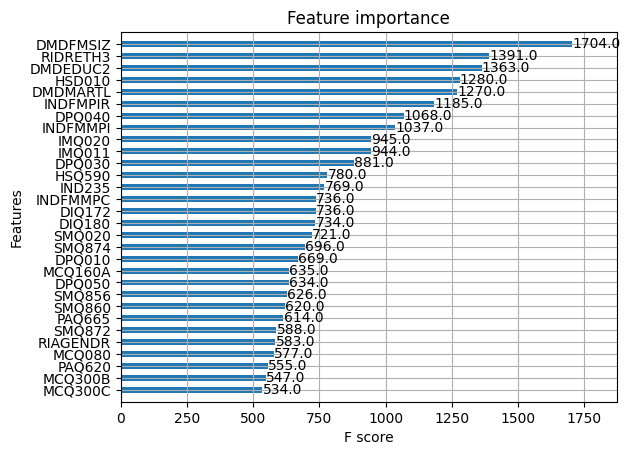 Feature importance
DMDFMSIZ 1704.0
RIDRETH3 1391.0
DMDEDUC2 1363.0
HSD010 1280.0
DMDMARTL 1270.0
INDFMPIR 1185.0
DPQ040 1068.0
INDFMMPI 1037.0
IMQ020 945.0
IMQ011 944.0
DPQ030 881.0
HSQ590 780.0
IND235 769.0
INDFMMPC 736.0
DIQ172 736.0
DIQ180 734.0
SMQ020 721.0
SMQ874 696.0
DPQ010 669.0
MCQ160A 635.0
DPQ050 634.0
SMQ856 626.0
SMQ860 620.0
PAQ665 614.0
SMQ872 588.0
RIAGENDR 583.0
MCQ080 577.0
PAQ620 555.0
MCQ300B 547.0
MCQ300C 534.0
Features
0 250 500 750 1000 1250 1500 1750
F score